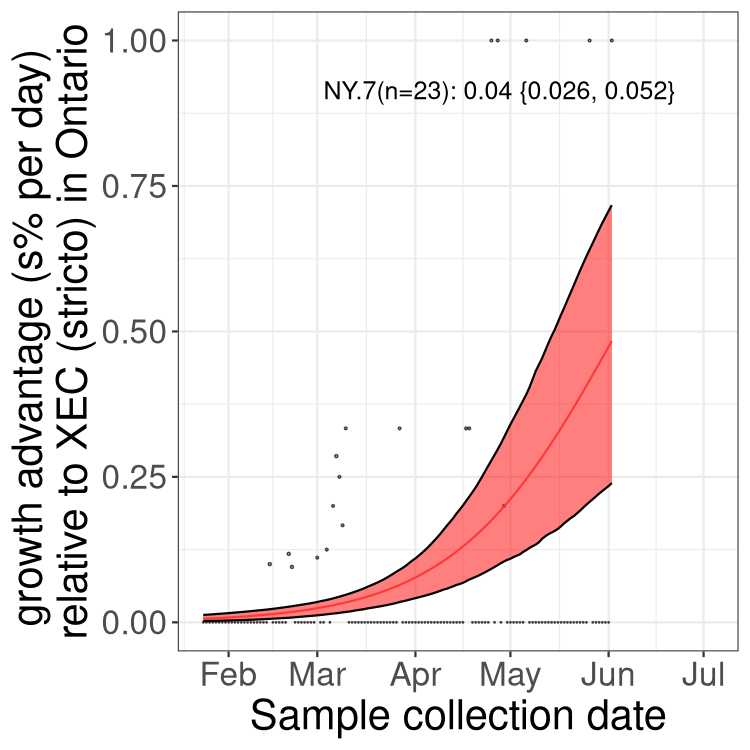 growth advantage (s% per day)
relative to XEC (stricto) in Ontario
1.00
0.75
0.50
0.25
0.00
NY.7(n=23): 0.04 {0.026, 0.052}
Feb Mar Apr May Jun Jul
Sample collection date